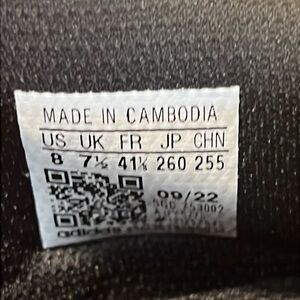 MADE IN CAMBODIA
US UK FR JP CHN
8 7½ 41⅓ 260 255
09/22
adidas